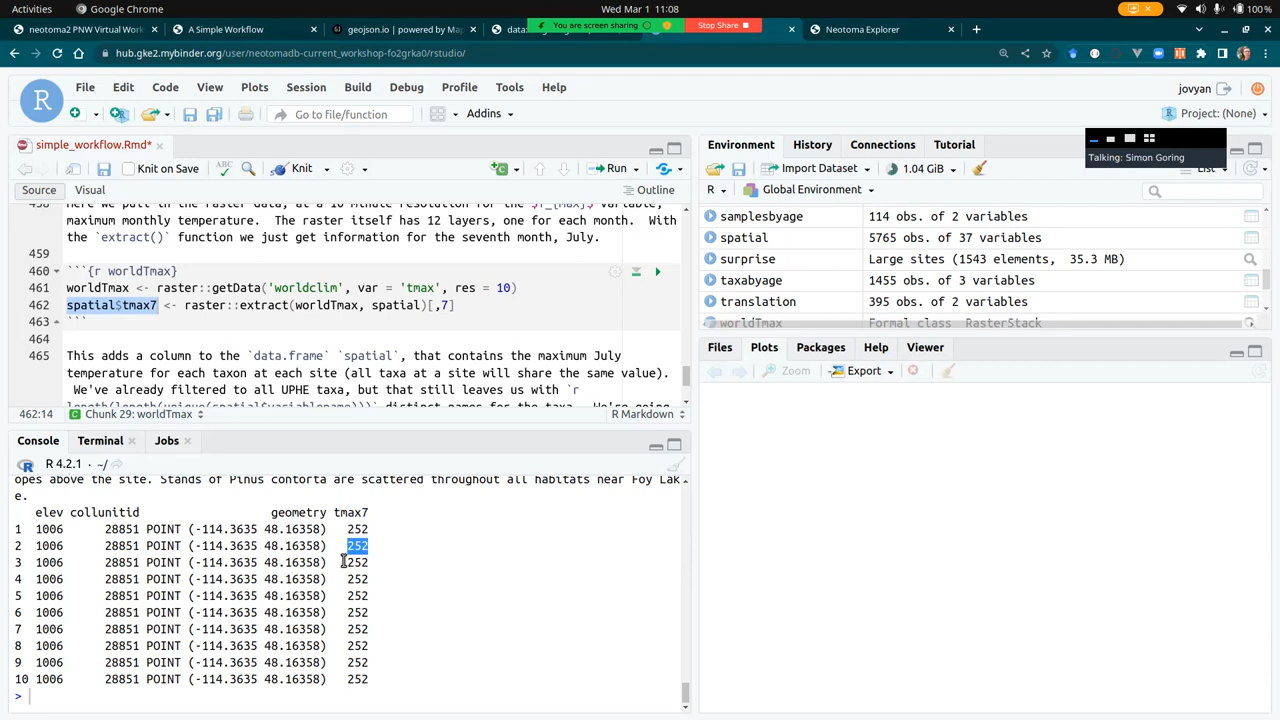 Activities
Google Chrome
Wed Mar 1 11:08
100 %
neotoma2 PNW Virtual Work
A Simple Workflow
geojson.io | powered by Ma
data:
You are screen sharing
Stop Share
Neotoma Explorer
hub.gke2.mybinder.org/user/neotomadb-current_workshop-fo2grka0/rstudio/
File Edit Code View Plots Session Build Debug Profile Tools Help
jovyan
Go to file/function
Addins
Project: (None)
Talking: Simon Goring
simple_workflow.Rmd*
Knit on Save
Knit
Run
Source
Visual
Outline
maximum monthly temperature.  The raster itself has 12 layers, one for each month.  With
the `extract()` function we just get information for the seventh month, July.
459
460 ```{r worldTmax}
461 worldTmax <- raster::getData('worldclim', var = 'tmax', res = 10)
462 spatial$tmax7 <- raster::extract(worldTmax, spatial)[,7]
463 ```
464
465 This adds a column to the `data.frame` `spatial`, that contains the maximum July
temperature for each taxon at each site (all taxa at a site will share the same value).
We've already filtered to all UPHE taxa, but that still leaves us with `r
462:14
Chunk 29: worldTmax
R Markdown
Console
Terminal
Jobs
R 4.2.1 · ~/
opes above the site. Stands of Pinus contorta are scattered throughout all habitats near Foy Lak
e.
elev collunitid geometry tmax7
1 1006 28851 POINT (-114.3635 48.16358) 252
2 1006 28851 POINT (-114.3635 48.16358) 252
3 1006 28851 POINT (-114.3635 48.16358) 252
4 1006 28851 POINT (-114.3635 48.16358) 252
5 1006 28851 POINT (-114.3635 48.16358) 252
6 1006 28851 POINT (-114.3635 48.16358) 252
7 1006 28851 POINT (-114.3635 48.16358) 252
8 1006 28851 POINT (-114.3635 48.16358) 252
9 1006 28851 POINT (-114.3635 48.16358) 252
10 1006 28851 POINT (-114.3635 48.16358) 252
>
Environment
History
Connections
Tutorial
Import Dataset
1.04 GiB
R
Global Environment
samplesbyage 114 obs. of 2 variables
spatial 5765 obs. of 37 variables
surprise Large sites (1543 elements, 35.3 MB)
taxabyage 1455 obs. of 3 variables
translation 395 obs. of 2 variables
worldTmax Formal class RasterStack
Files
Plots
Packages
Help
Viewer
Zoom
Export